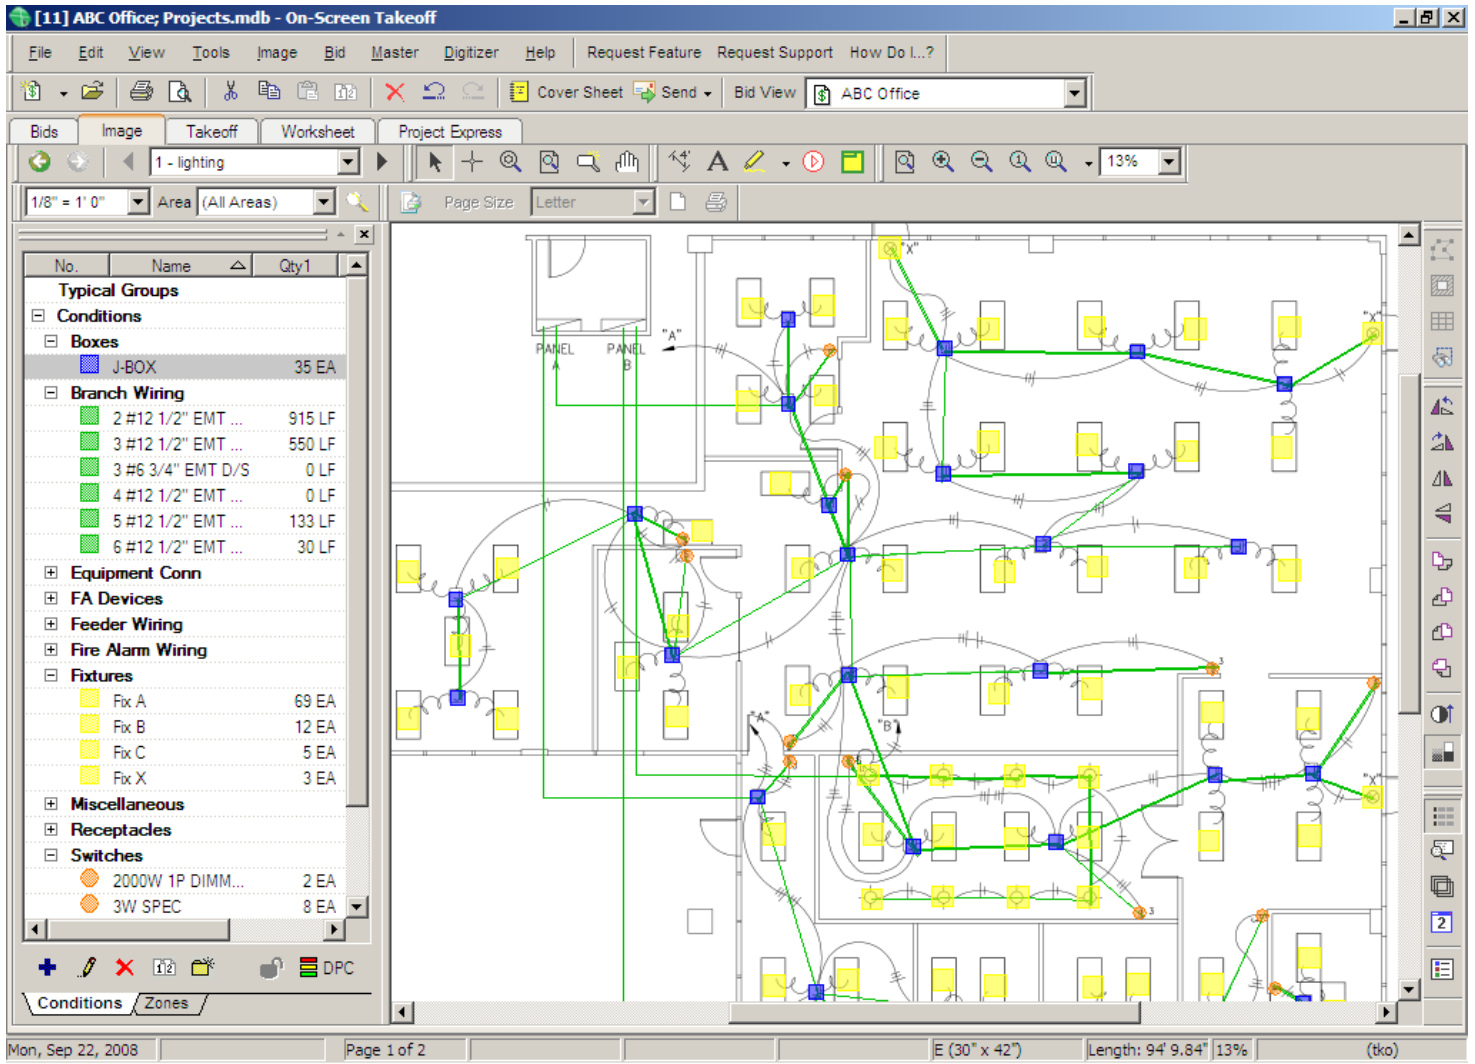 [11] ABC Office; Projects.mdb - On-Screen Takeoff
File Edit View Tools Image Bid Master Digitizer Help Request Feature Request Support How Do I...?
Cover Sheet Send Bid View ABC Office
Bids Image Takeoff Worksheet Project Express
1 - lighting 13%
1/8" = 1' 0" Area (All Areas) Page Size Letter
No. Name Qty1
Typical Groups
Conditions
Boxes
J-BOX 35 EA
Branch Wiring
2 #12 1/2" EMT ... 915 LF
3 #12 1/2" EMT ... 550 LF
3 #6 3/4" EMT D/S 0 LF
4 #12 1/2" EMT ... 0 LF
5 #12 1/2" EMT ... 133 LF
6 #12 1/2" EMT ... 30 LF
Equipment Conn
FA Devices
Feeder Wiring
Fire Alarm Wiring
Fixtures
Fix A 69 EA
Fix B 12 EA
Fix C 5 EA
Fix X 3 EA
Miscellaneous
Receptacles
Switches
2000W 1P DIMM... 2 EA
3W SPEC 8 EA
DPC
Conditions Zones
"X"
"X"
"A"
PANEL A
PANEL B
3
"A"
"B"
"X"
3
2
Mon, Sep 22, 2008 Page 1 of 2 E (30" x 42") Length: 94' 9.84" 13% (tko)